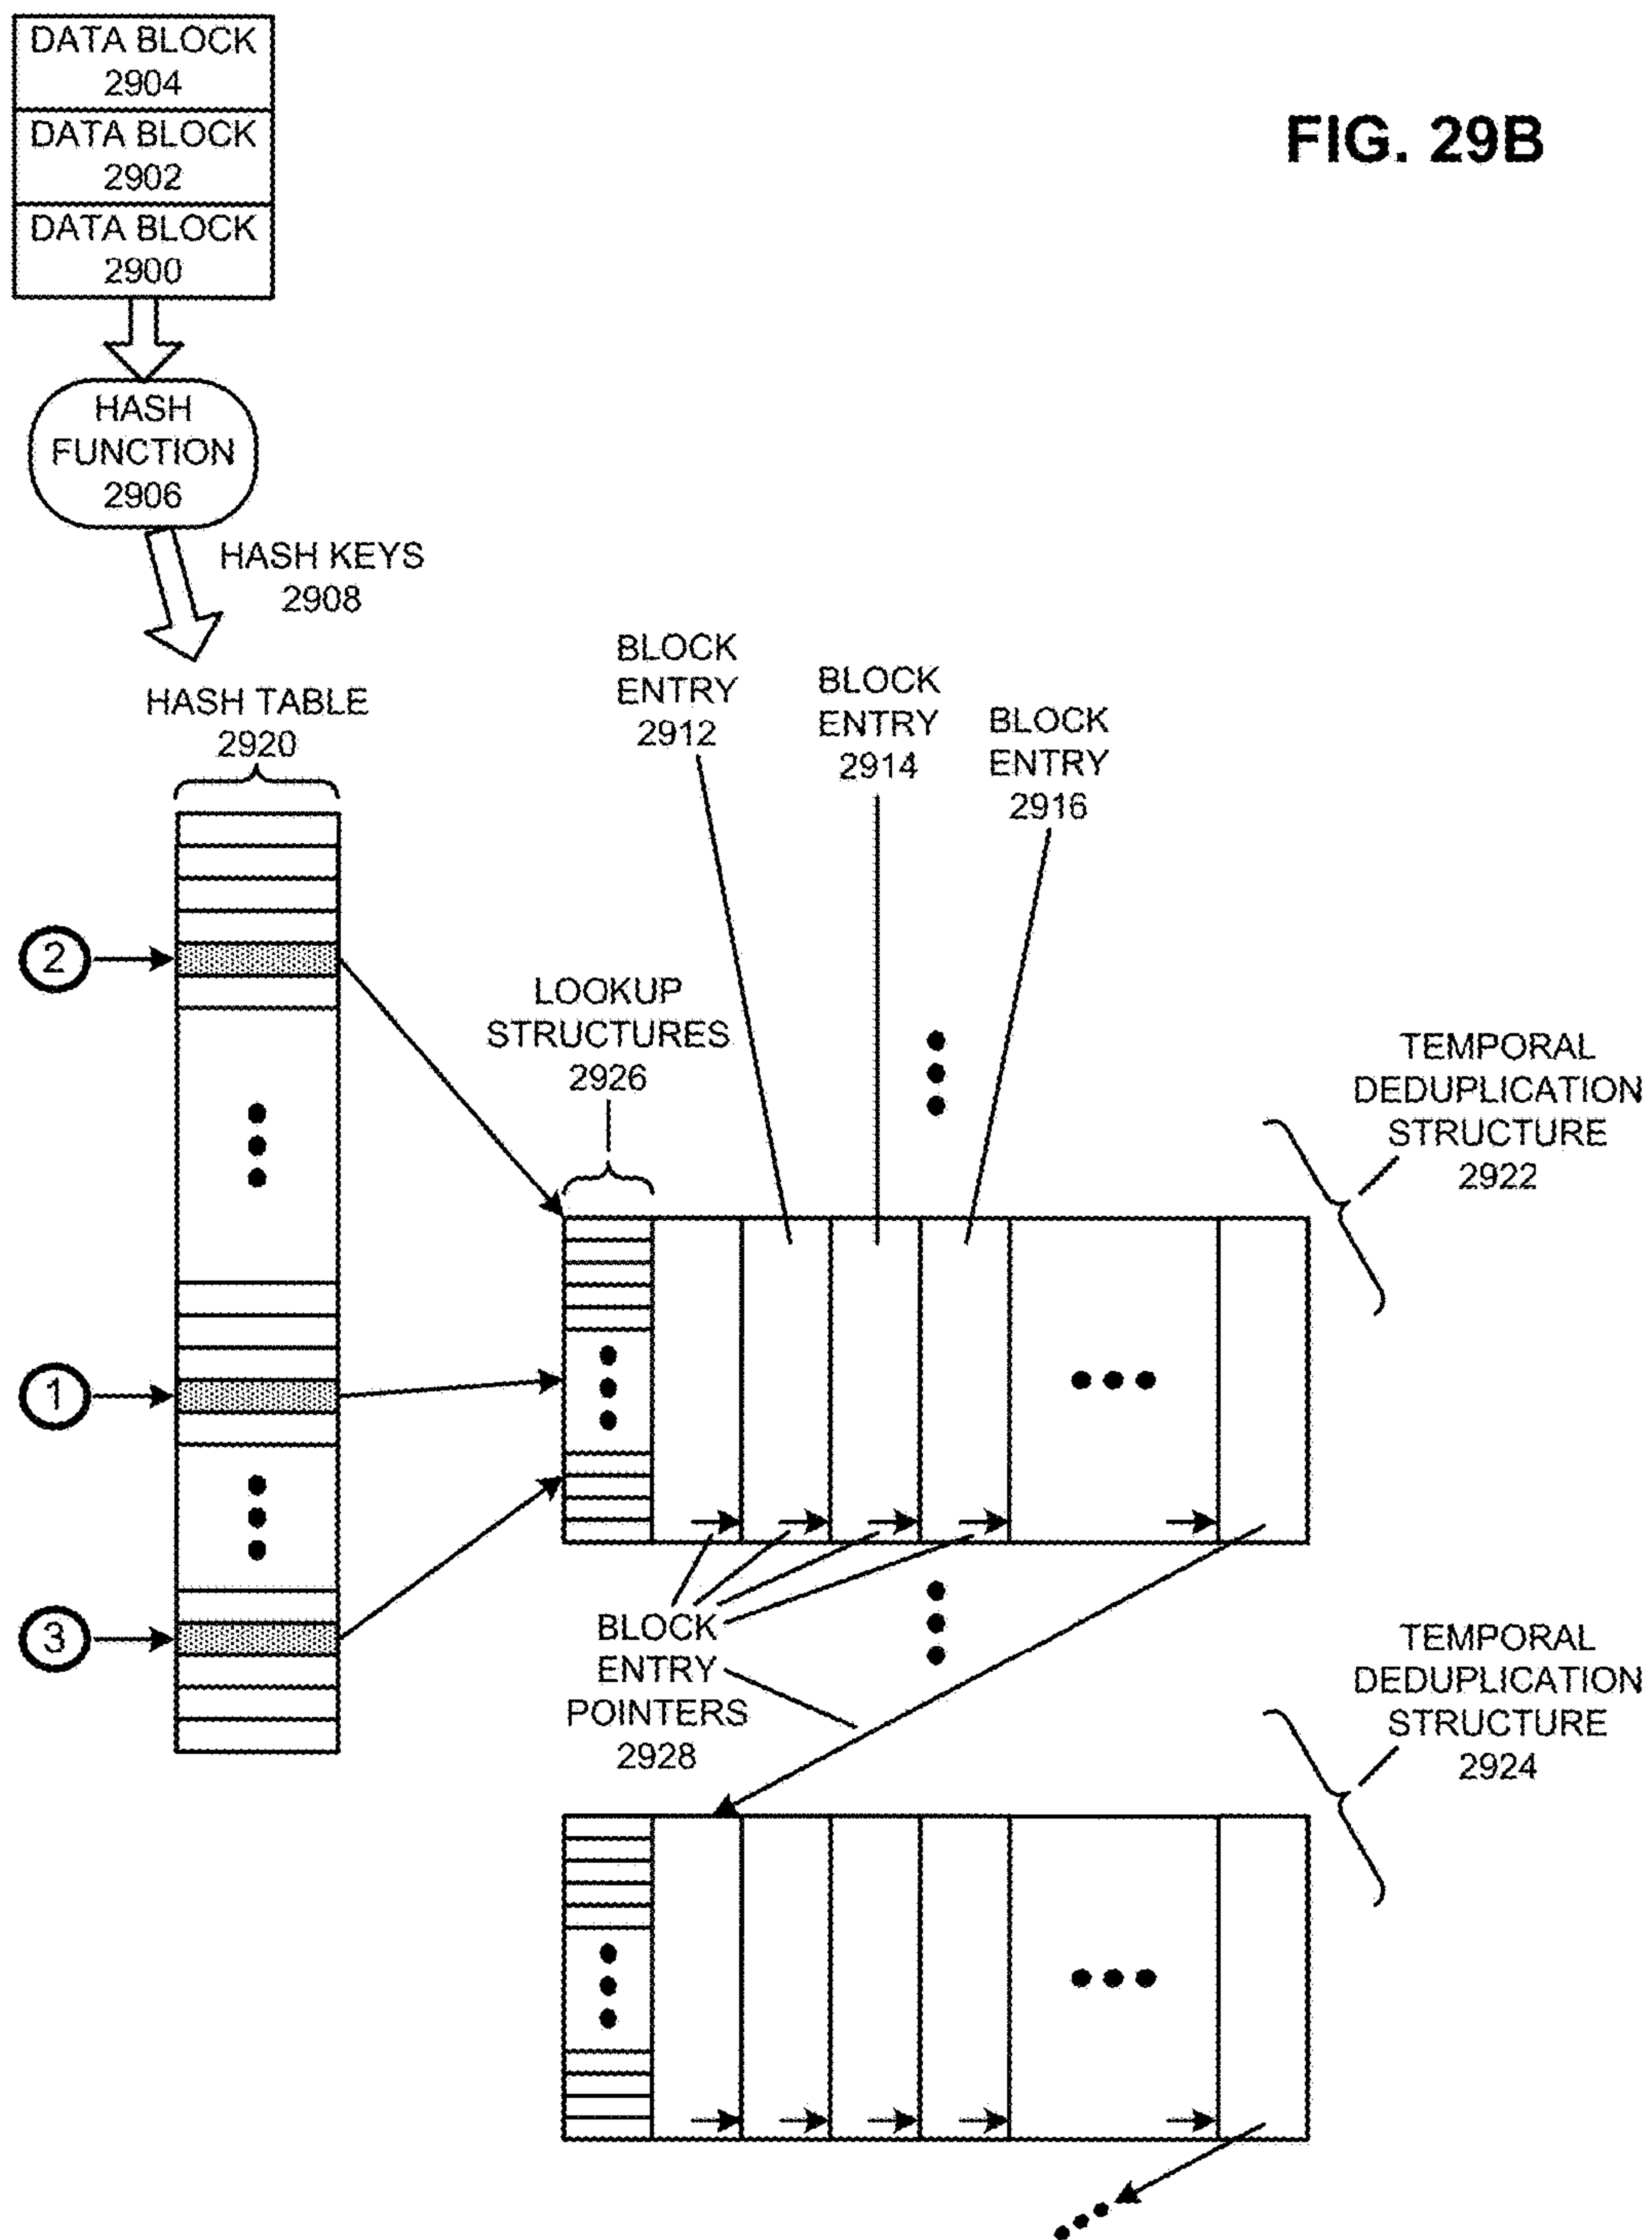 DATA BLOCK
2904
DATA BLOCK
2902
DATA BLOCK
2900
FIG. 29B
HASH
FUNCTION
2906
HASH KEYS
2908
HASH TABLE
2920
BLOCK
ENTRY
2912
BLOCK
ENTRY
2914
BLOCK
ENTRY
2916
2
LOOKUP
STRUCTURES
2926
TEMPORAL
DEDUPLICATION
STRUCTURE
2922
1
3
BLOCK
ENTRY
POINTERS
2928
TEMPORAL
DEDUPLICATION
STRUCTURE
2924